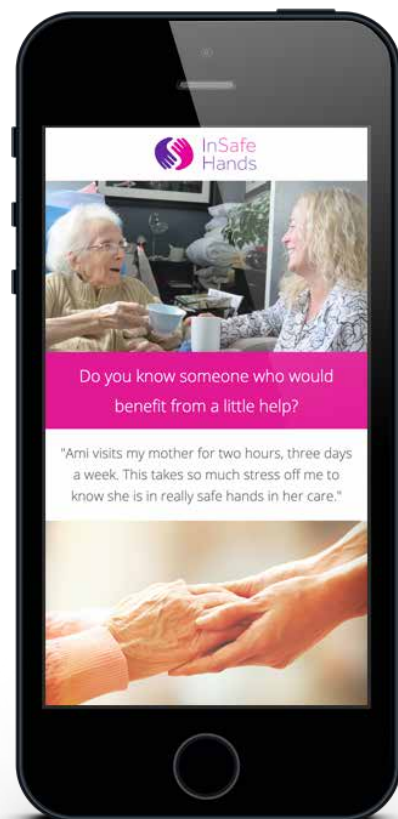 InSafe
Hands
Do you know someone who would
benefit from a little help?
"Ami visits my mother for two hours, three days
a week. This takes so much stress off me to
know she is in really safe hands in her care."